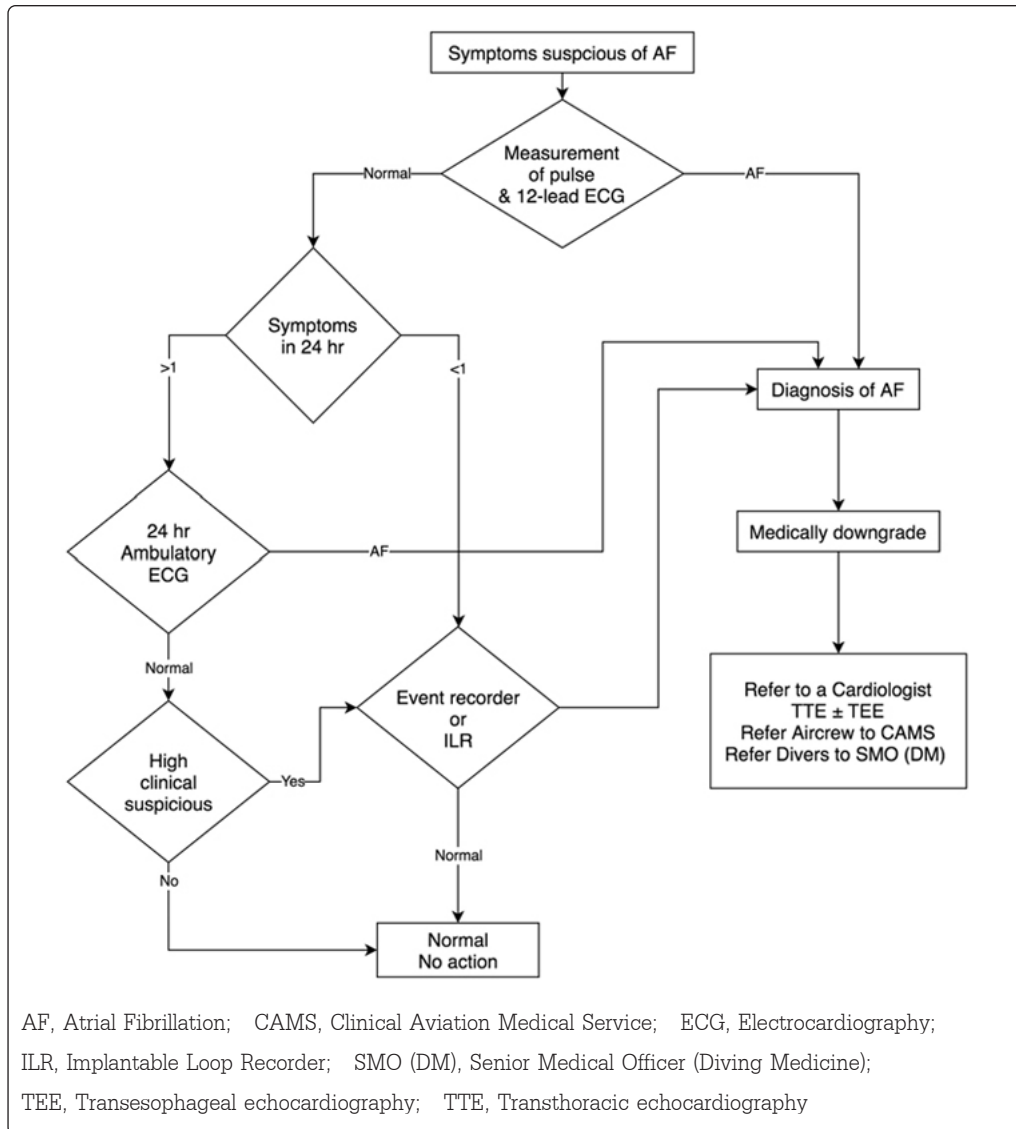 Symptoms suspcious of AF
Measurement
of pulse
& 12-lead ECG
Normal
AF
Symptoms
in 24 hr
>1
<1
Diagnosis of AF
24 hr
Ambulatory
ECG
AF
Medically downgrade
Normal
Event recorder
or
ILR
Refer to a Cardiologist
TTE ± TEE
Refer Aircrew to CAMS
Refer Divers to SMO (DM)
High
clinical
suspicious
Yes
Normal
No
Normal
No action
AF, Atrial Fibrillation; CAMS, Clinical Aviation Medical Service; ECG, Electrocardiography;
ILR, Implantable Loop Recorder; SMO (DM), Senior Medical Officer (Diving Medicine);
TEE, Transesophageal echocardiography; TTE, Transthoracic echocardiography